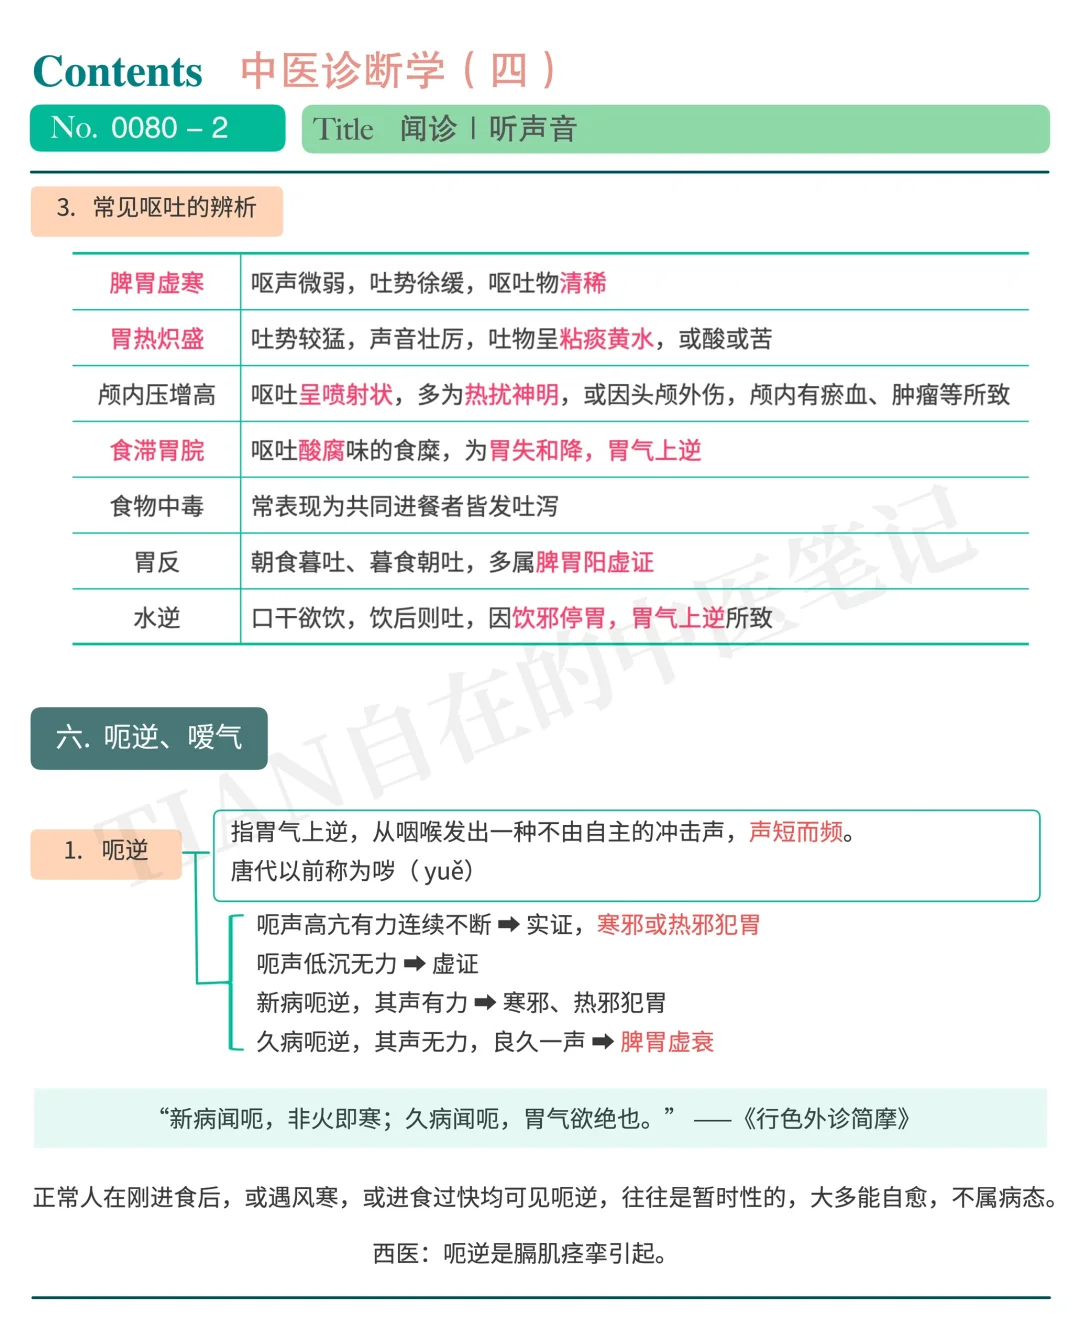 Contents 中医诊断学（四）
No. 0080 – 2 Title 闻诊 | 听声音
3. 常见呕吐的辨析
脾胃虚寒 呕声微弱，吐势徐缓，呕吐物清稀
胃热炽盛 吐势较猛，声音壮厉，吐物呈粘痰黄水，或酸或苦
颅内压增高 呕吐呈喷射状，多为热扰神明，或因头颅外伤，颅内有瘀血、肿瘤等所致
食滞胃脘 呕吐酸腐味的食糜，为胃失和降，胃气上逆
食物中毒 常表现为共同进餐者皆发吐泻
胃反 朝食暮吐、暮食朝吐，多属脾胃阳虚证
水逆 口干欲饮，饮后则吐，因饮邪停胃，胃气上逆所致
六. 呃逆、嗳气
1. 呃逆
指胃气上逆，从咽喉发出一种不由自主的冲击声，声短而频。
唐代以前称为哕（yuě）
呃声高亢有力连续不断➡实证，寒邪或热邪犯胃
呃声低沉无力➡虚证
新病呃逆，其声有力➡寒邪、热邪犯胃
久病呃逆，其声无力，良久一声➡脾胃虚衰
“新病闻呃，非火即寒；久病闻呃，胃气欲绝也。” ——《行色外诊简摩》
正常人在刚进食后，或遇风寒，或进食过快均可见呃逆，往往是暂时性的，大多能自愈，不属病态。
西医：呃逆是膈肌痉挛引起。
TIAN自在的中医笔记